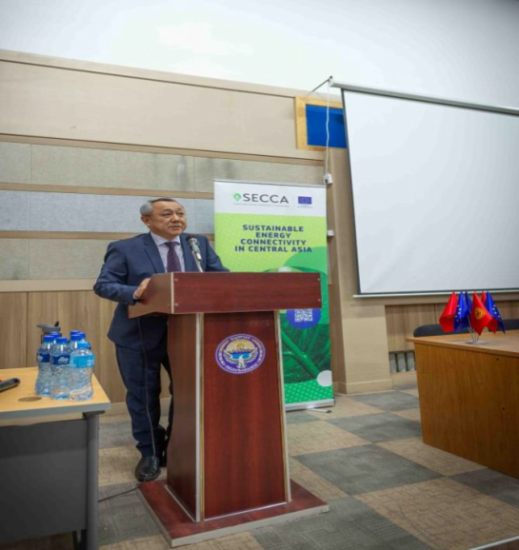 SECCA
SUSTAINABLE
ENERGY
CONNECTIVITY
IN CENTRAL ASIA